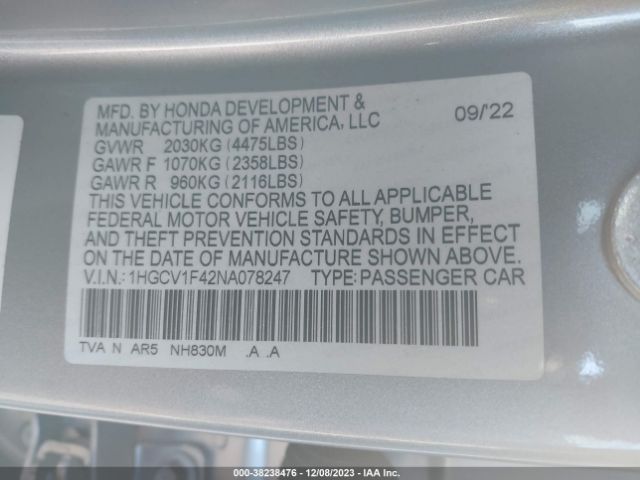 MFD. BY HONDA DEVELOPMENT &
MANUFACTURING OF AMERICA, LLC 09/'22
GVWR 2030KG (4475LBS)
GAWR F 1070KG (2358LBS)
GAWR R 960KG (2116LBS)
THIS VEHICLE CONFORMS TO ALL APPLICABLE
FEDERAL MOTOR VEHICLE SAFETY, BUMPER,
AND THEFT PREVENTION STANDARDS IN EFFECT
ON THE DATE OF MANUFACTURE SHOWN ABOVE.
V.I.N.: 1HGCV1F42NA078247 TYPE: PASSENGER CAR
TVA N AR5 NH830M .A .A
000-38238476 - 12/08/2023 - IAA Inc.